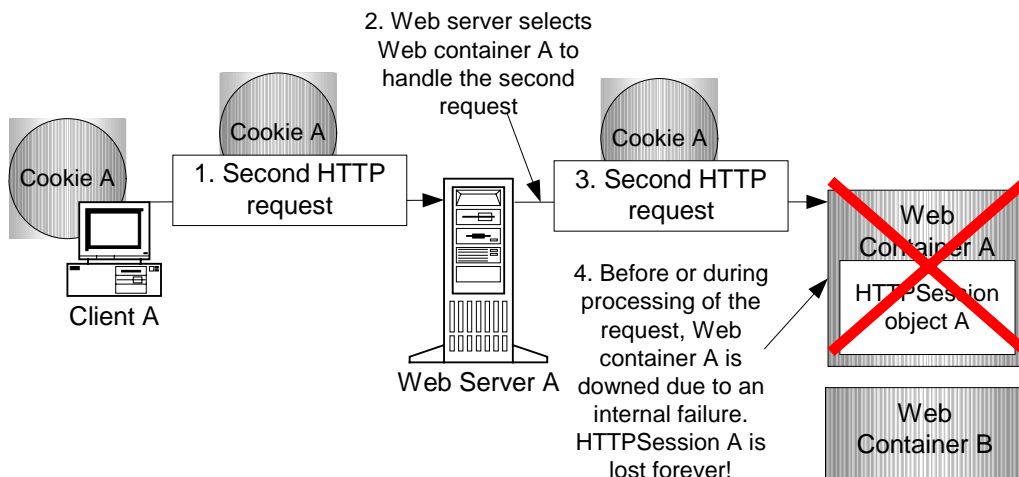 2. Web server selects
Web container A to
handle the second
request
Cookie A
Cookie A
Cookie A
1. Second HTTP
request
3. Second HTTP
request
Web
Container A
HTTPSession
object A
Client A
Web Server A
4. Before or during
processing of the
request, Web
container A is
downed due to an
internal failure.
HTTPSession A is
lost forever!
Web
Container B